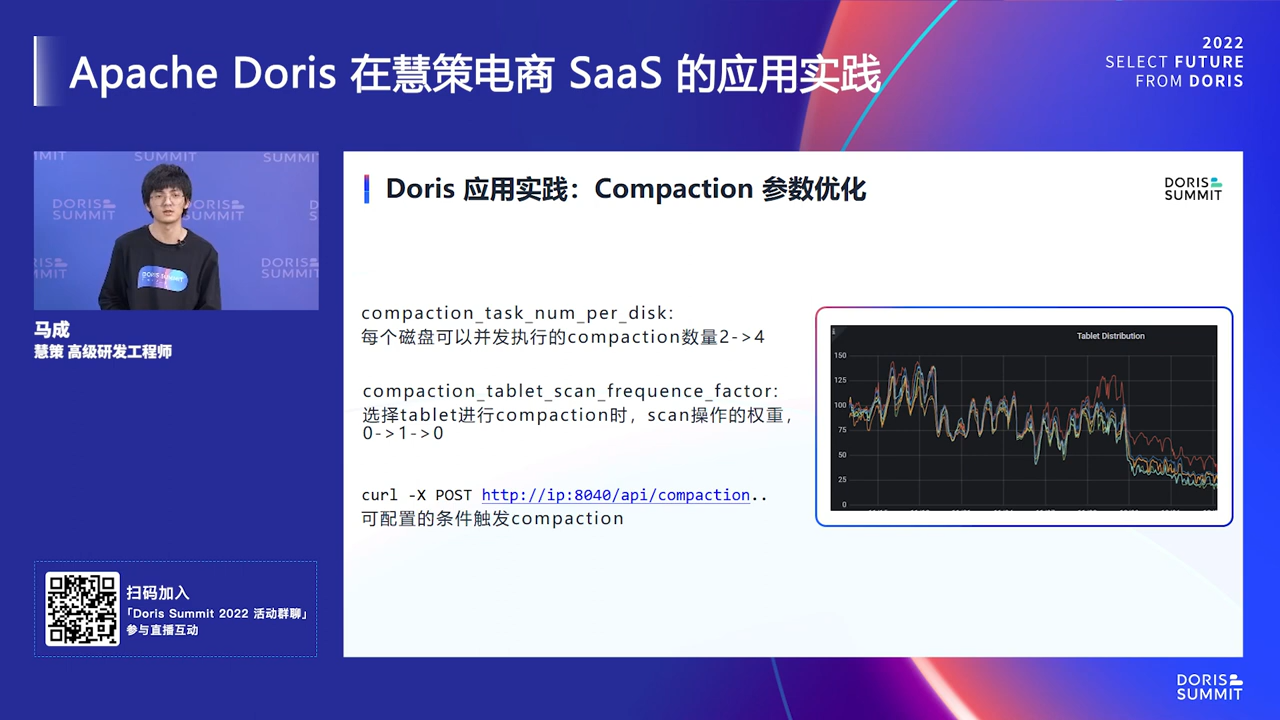 Apache Doris 在慧策电商 SaaS 的应用实践
2022
SELECT FUTURE
FROM DORIS
DORIS SUMMIT
马成
慧策 高级研发工程师
扫码加入
「Doris Summit 2022 活动群聊」
参与直播互动
Doris 应用实践：Compaction 参数优化
DORIS
SUMMIT
compaction_task_num_per_disk:
每个磁盘可以并发执行的compaction数量2->4
compaction_tablet_scan_frequence_factor:
选择tablet进行compaction时，scan操作的权重，
0->1->0
curl -X POST http://ip:8040/api/compaction..
可配置的条件触发compaction
Tablet Distribution
150
125
100
75
50
25
0
DORIS
SUMMIT